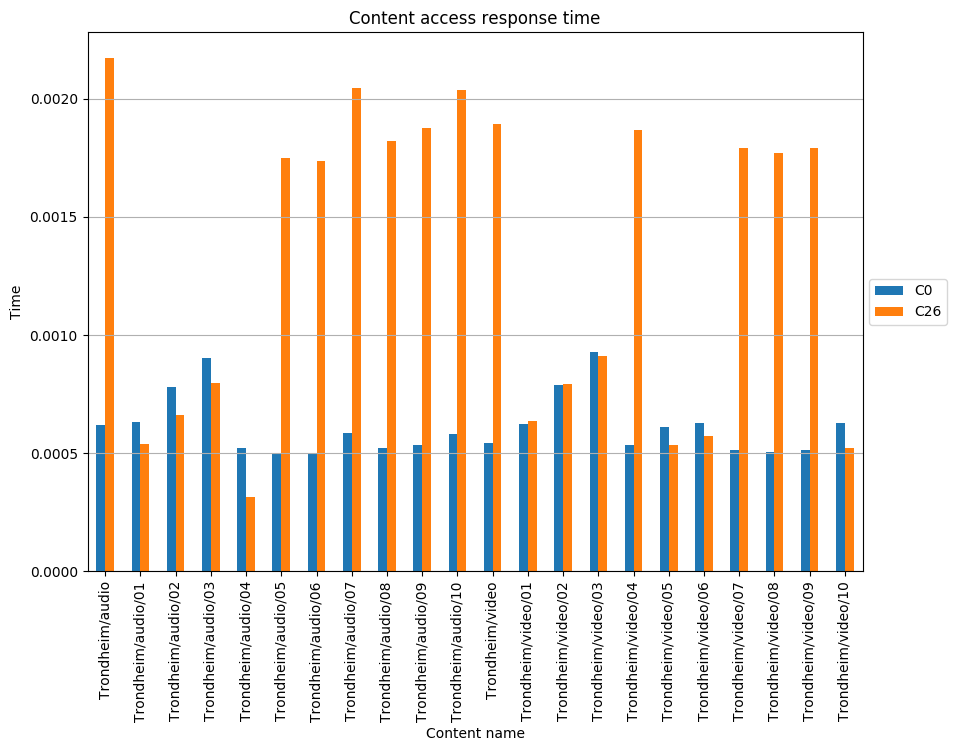 Content access response time
0.0020
0.0015
0.0010
0.0005
0.0000
Time
C0
C26
Trondheim/audio
Trondheim/audio/01
Trondheim/audio/02
Trondheim/audio/03
Trondheim/audio/04
Trondheim/audio/05
Trondheim/audio/06
Trondheim/audio/07
Trondheim/audio/08
Trondheim/audio/09
Trondheim/audio/10
Trondheim/video
Trondheim/video/01
Trondheim/video/02
Trondheim/video/03
Trondheim/video/04
Trondheim/video/05
Trondheim/video/06
Trondheim/video/07
Trondheim/video/08
Trondheim/video/09
Trondheim/video/10
Content name